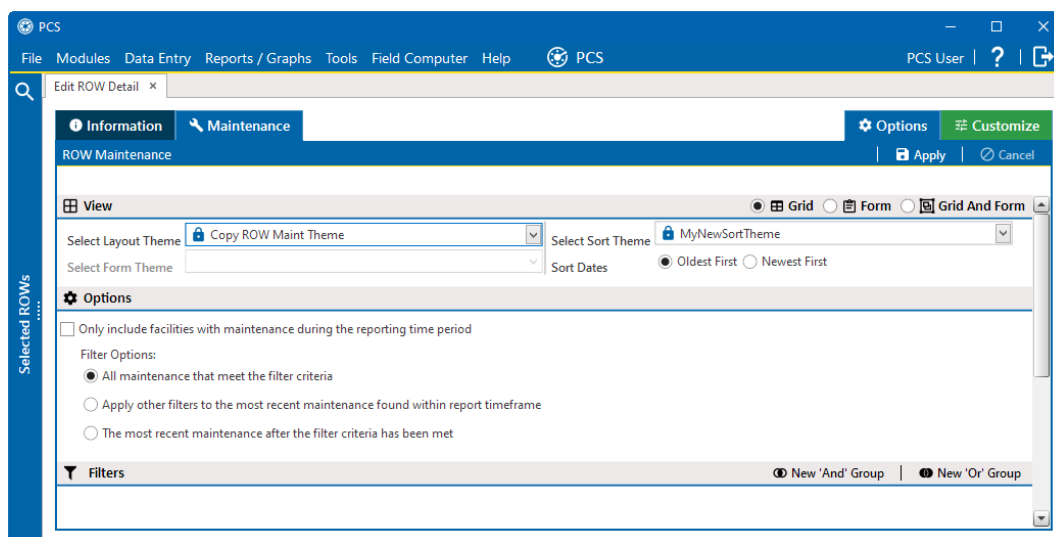 PCS
File Modules Data Entry Reports / Graphs Tools Field Computer Help PCS PCS User ?
Edit ROW Detail ×
Information Maintenance Options Customize
ROW Maintenance Apply Cancel
View Grid Form Grid And Form
Select Layout Theme Copy ROW Maint Theme Select Sort Theme MyNewSortTheme
Select Form Theme Sort Dates Oldest First Newest First
Options
Only include facilities with maintenance during the reporting time period
Filter Options:
All maintenance that meet the filter criteria
Apply other filters to the most recent maintenance found within report timeframe
The most recent maintenance after the filter criteria has been met
Filters New 'And' Group New 'Or' Group
Selected ROWs